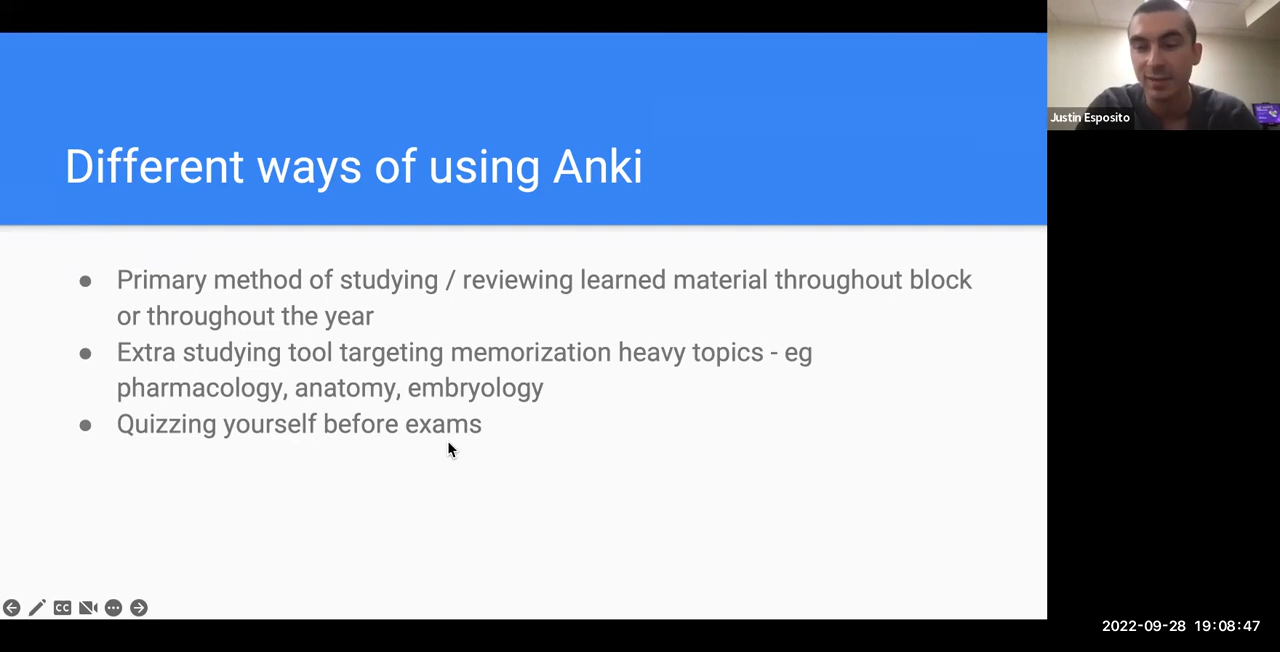 Different ways of using Anki
● Primary method of studying / reviewing learned material throughout block
or throughout the year
● Extra studying tool targeting memorization heavy topics - eg
pharmacology, anatomy, embryology
● Quizzing yourself before exams
Justin Esposito
CC
2022-09-28 19:08:47